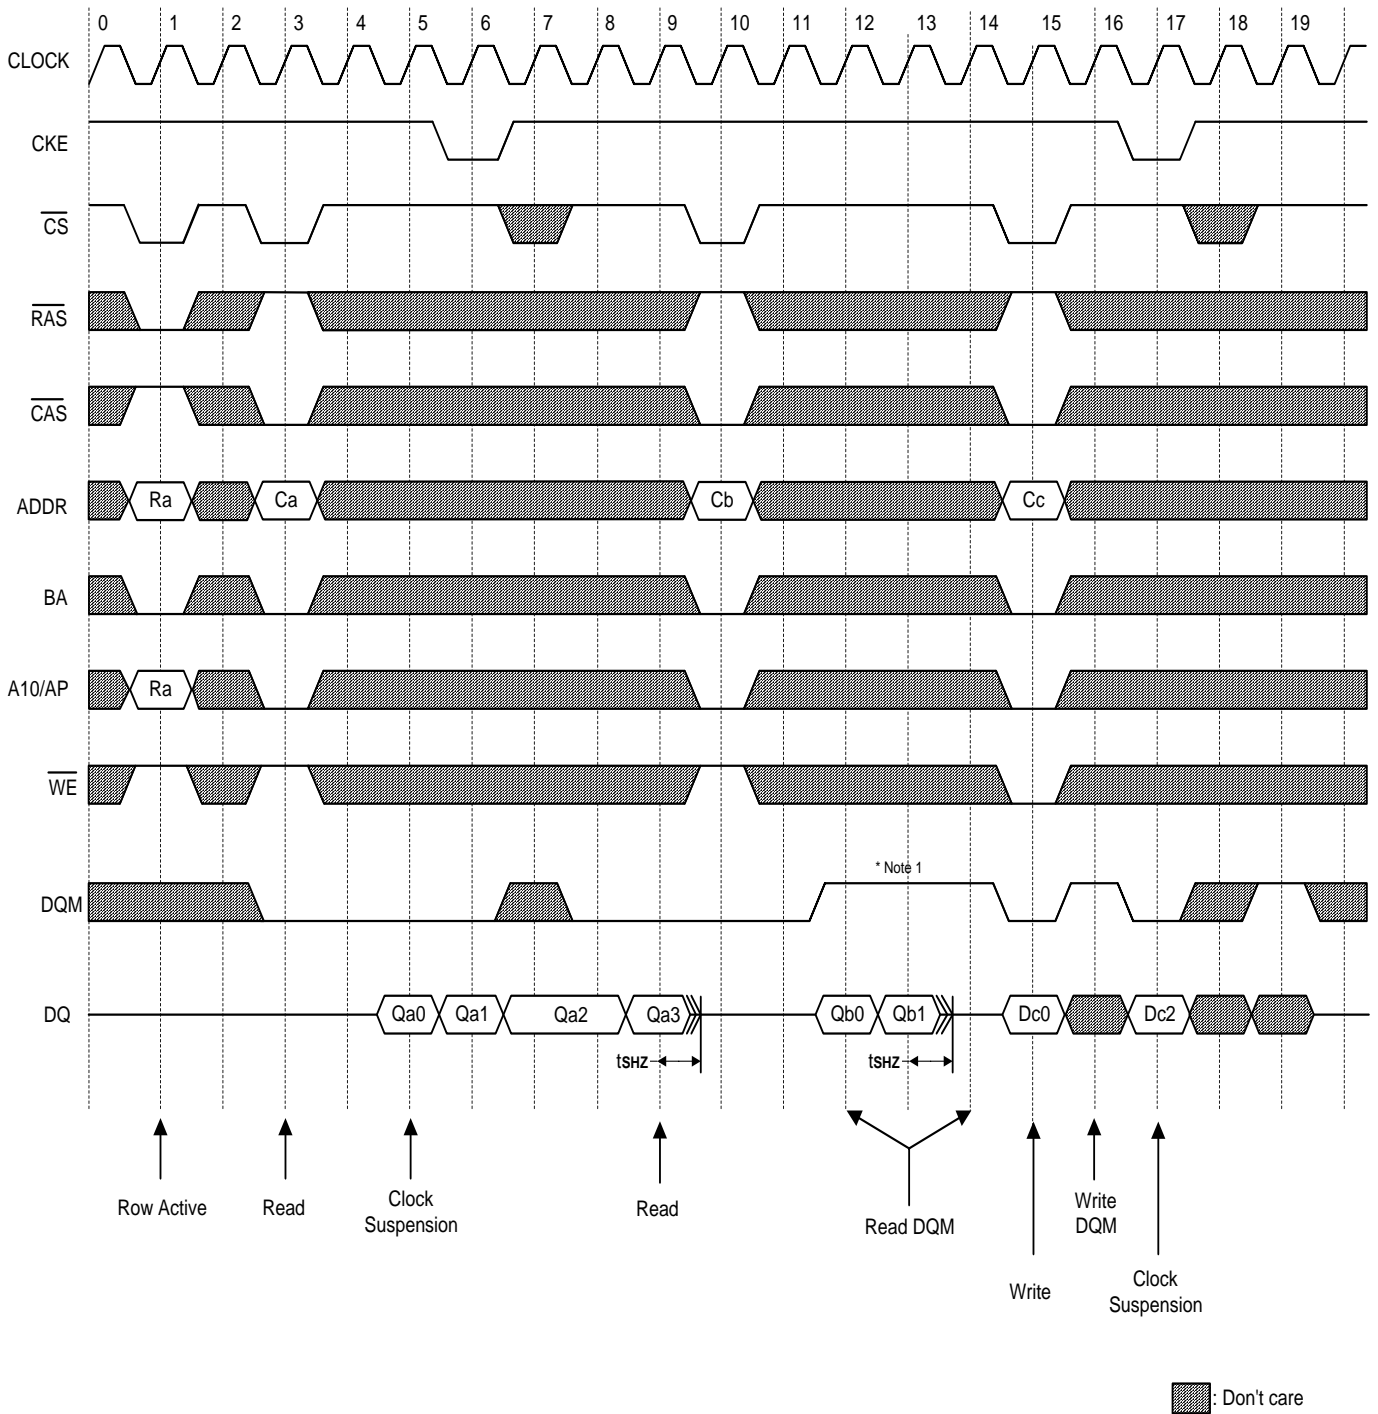 0 1 2 3 4 5 6 7 8 9 10 11 12 13 14 15 16 17 18 19
CLOCK
CKE
CS
RAS
CAS
ADDR Ra Ca Cb Cc
BA
A10/AP Ra
WE
* Note 1
DQM
DQ Qa0 Qa1 Qa2 Qa3 Qb0 Qb1 Dc0 Dc2
tSHZ tSHZ
Row Active
Read
Clock
Suspension
Read
Read DQM
Write
DQM
Write
Clock
Suspension
: Don't care